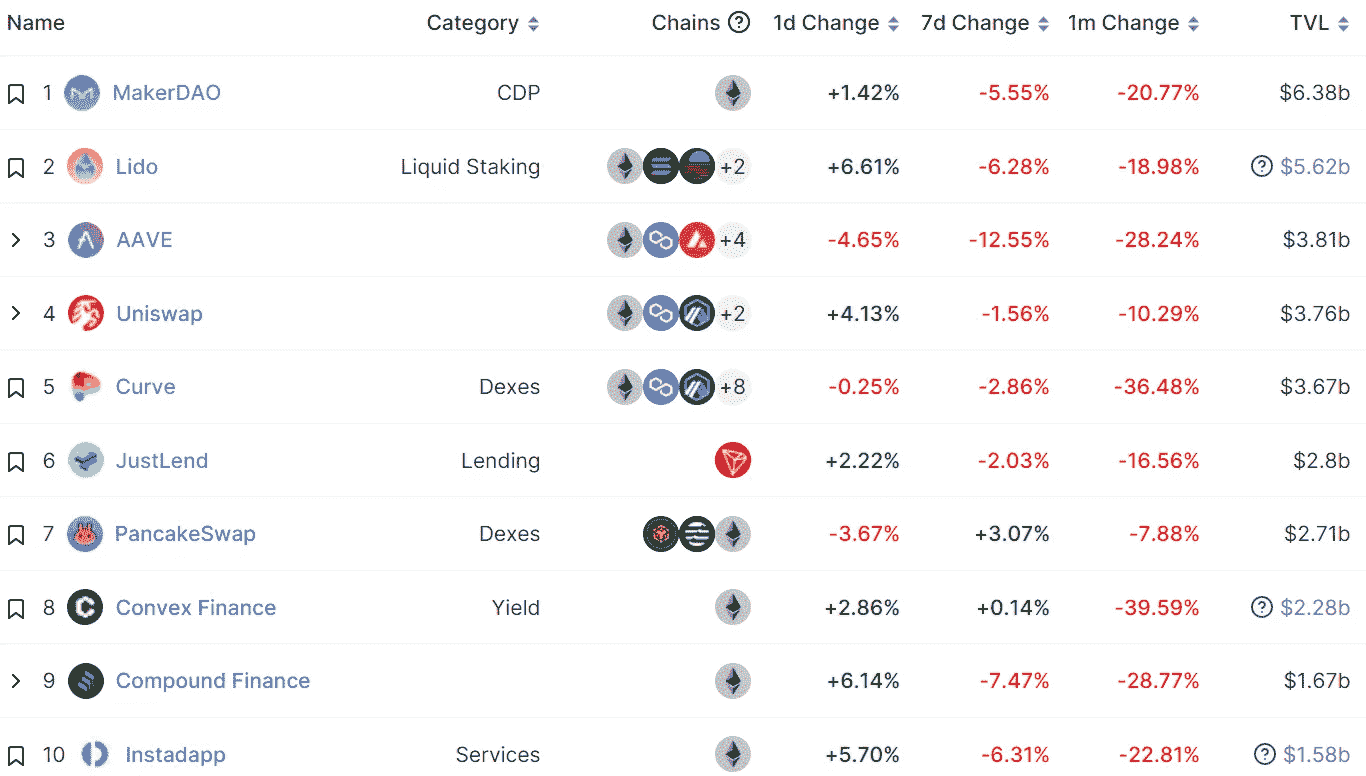 Name Category Chains ? 1d Change 7d Change 1m Change TVL
1 MakerDAO CDP +1.42% -5.55% -20.77% $6.38b
2 Lido Liquid Staking +2 +6.61% -6.28% -18.98% ? $5.62b
3 AAVE +4 -4.65% -12.55% -28.24% $3.81b
4 Uniswap +2 +4.13% -1.56% -10.29% $3.76b
5 Curve Dexes +8 -0.25% -2.86% -36.48% $3.67b
6 JustLend Lending +2.22% -2.03% -16.56% $2.8b
7 PancakeSwap Dexes -3.67% +3.07% -7.88% $2.71b
8 Convex Finance Yield +2.86% +0.14% -39.59% ? $2.28b
9 Compound Finance +6.14% -7.47% -28.77% $1.67b
10 Instadapp Services +5.70% -6.31% -22.81% ? $1.58b